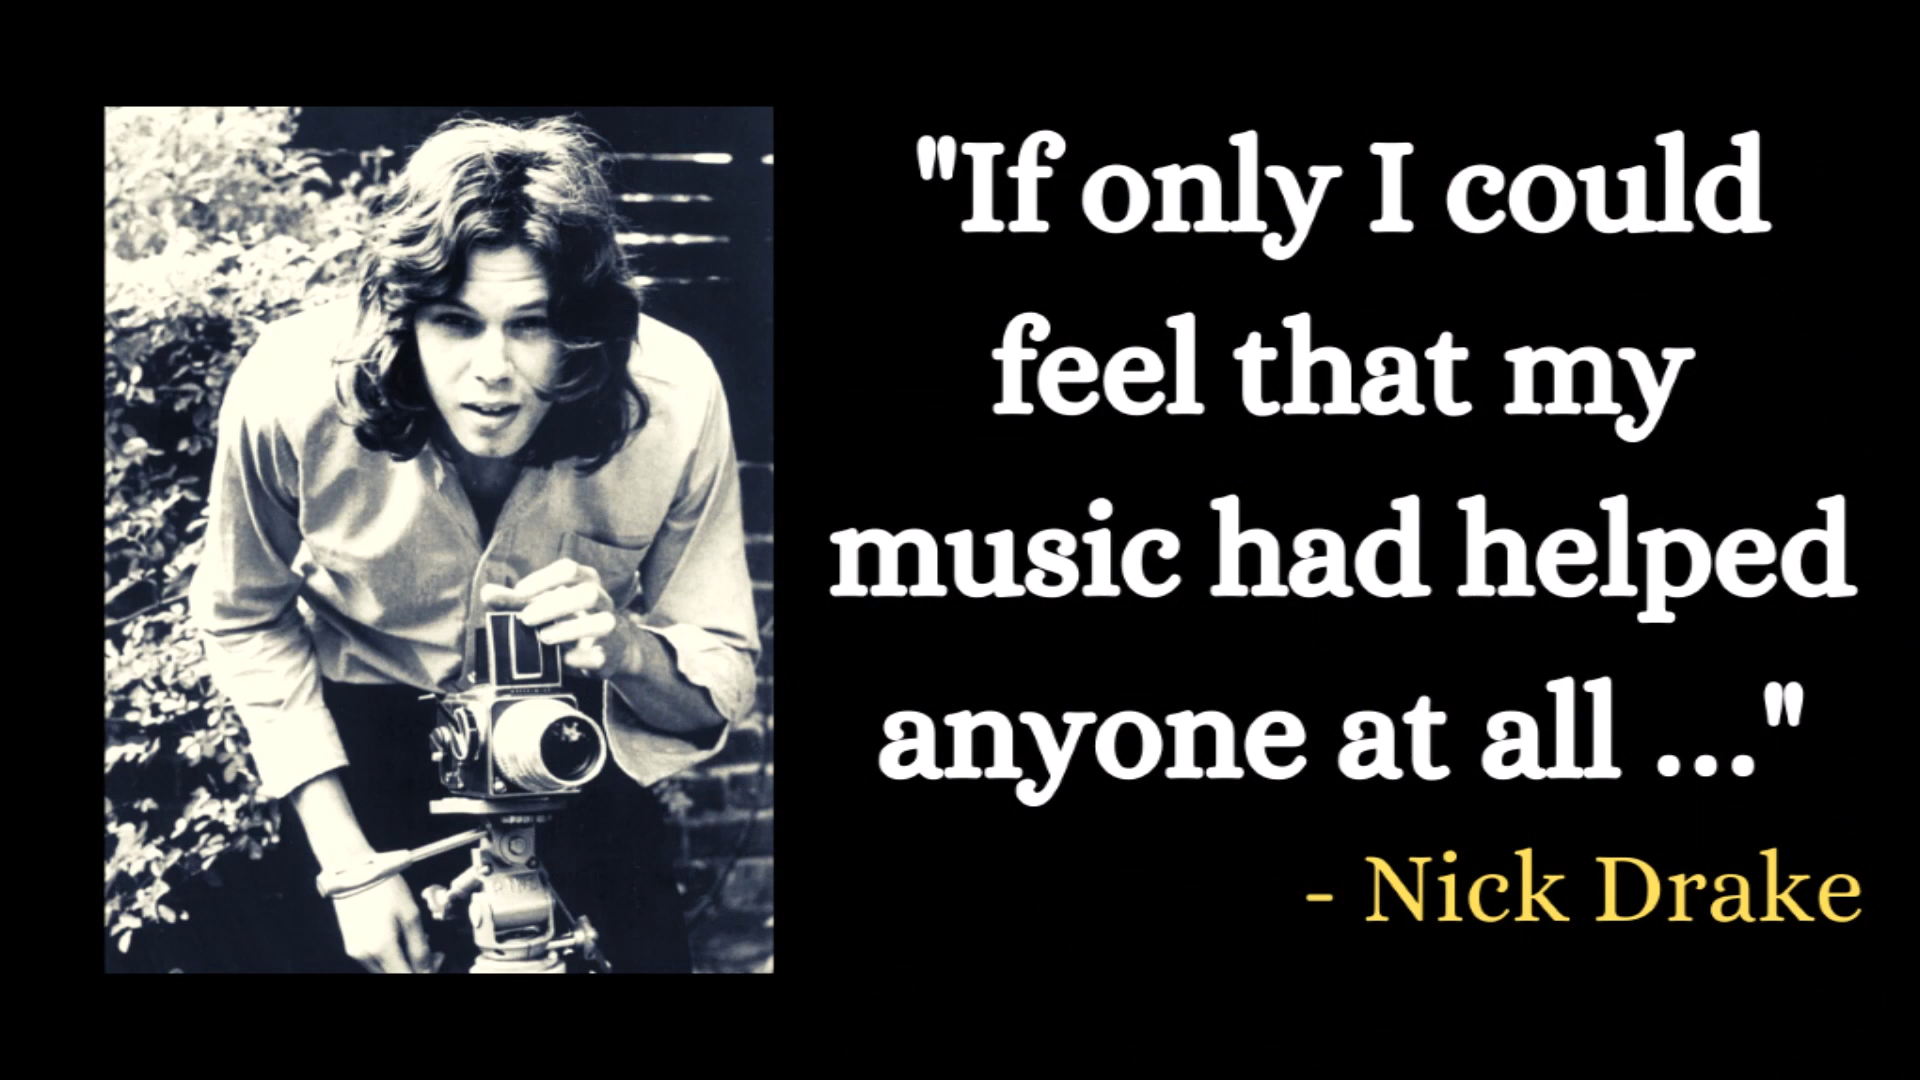 "If only I could
feel that my
music had helped
anyone at all ..."
- Nick Drake